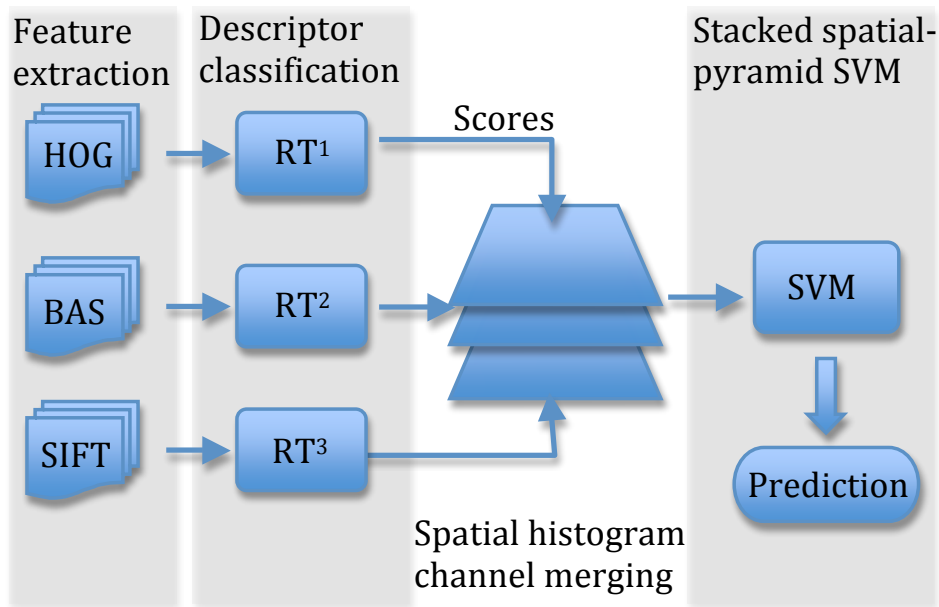 Feature
extraction
Descriptor
classification
Stacked spatial-
pyramid SVM
Scores
HOG
RT¹
BAS
RT²
SVM
SIFT
RT³
Prediction
Spatial histogram
channel merging